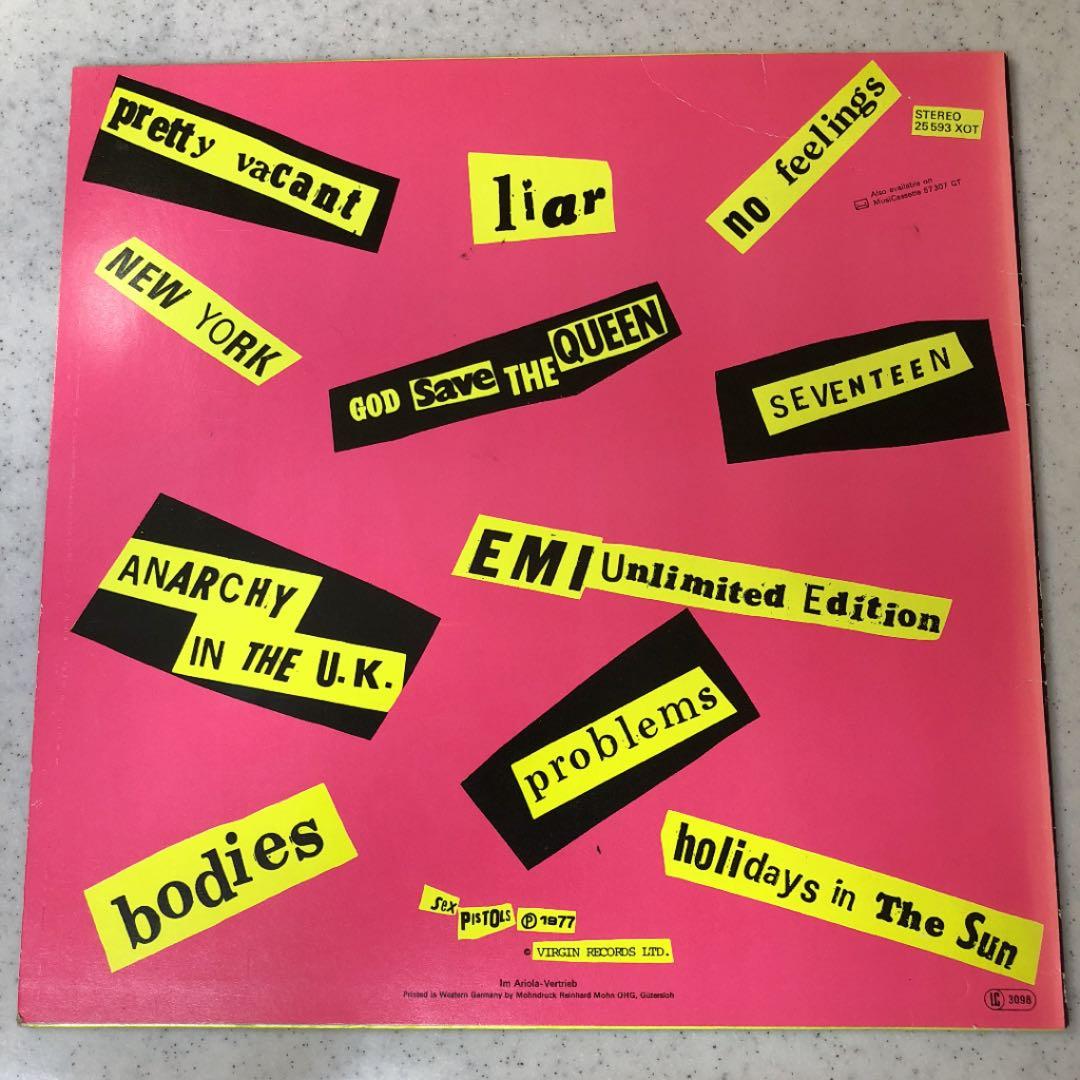 pretty vacant
liar
no feelings
STEREO
25 593 XOT
Also available on
MusiCassette 57307 GT
NEW YORK
GOD Save THE QUEEN
SEVENTEEN
ANARCHY
IN THE U.K.
EMI Unlimited Edition
problems
bodies
holidays in The Sun
sex PISTOLS Ⓟ 1977
© VIRGIN RECORDS LTD.
Im Ariola-Vertrieb
Printed in Western Germany by Mohndruck Reinhard Mohn OHG, Gütersloh
LC 3098